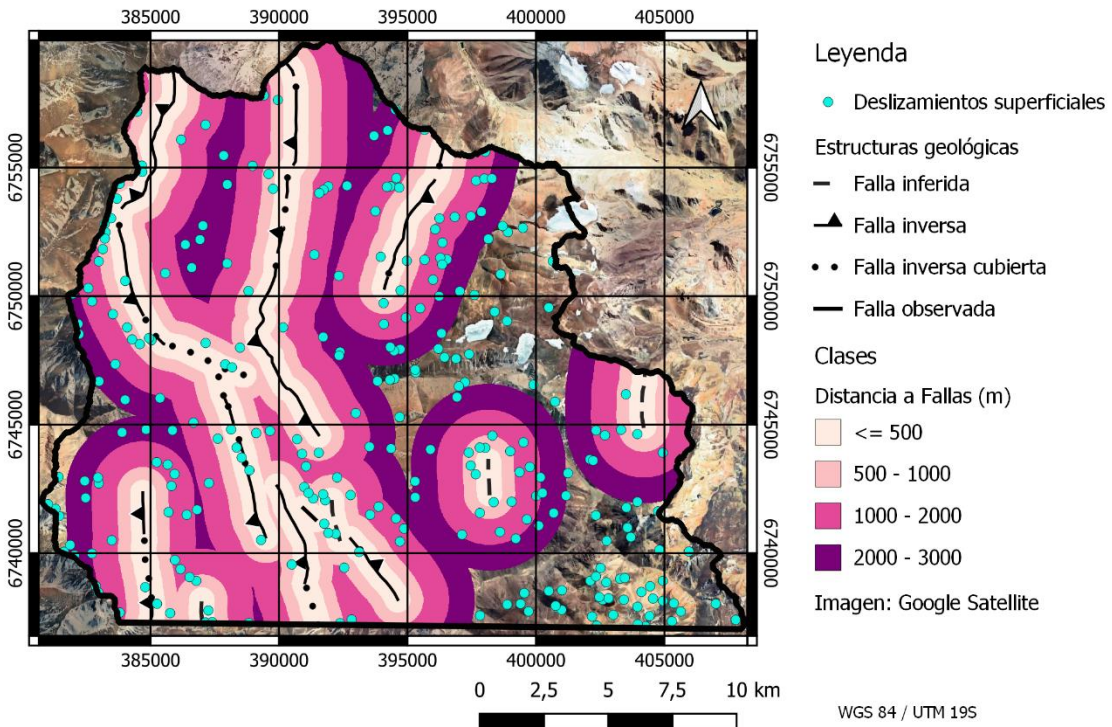 385000 390000 395000 400000 405000
6755000 6755000
6750000 6750000
6745000 6745000
6740000 6740000
385000 390000 395000 400000 405000
Leyenda
Deslizamientos superficiales
Estructuras geológicas
Falla inferida
Falla inversa
Falla inversa cubierta
Falla observada
Clases
Distancia a Fallas (m)
<= 500
500 - 1000
1000 - 2000
2000 - 3000
Imagen: Google Satellite
0 2,5 5 7,5 10 km
WGS 84 / UTM 19S